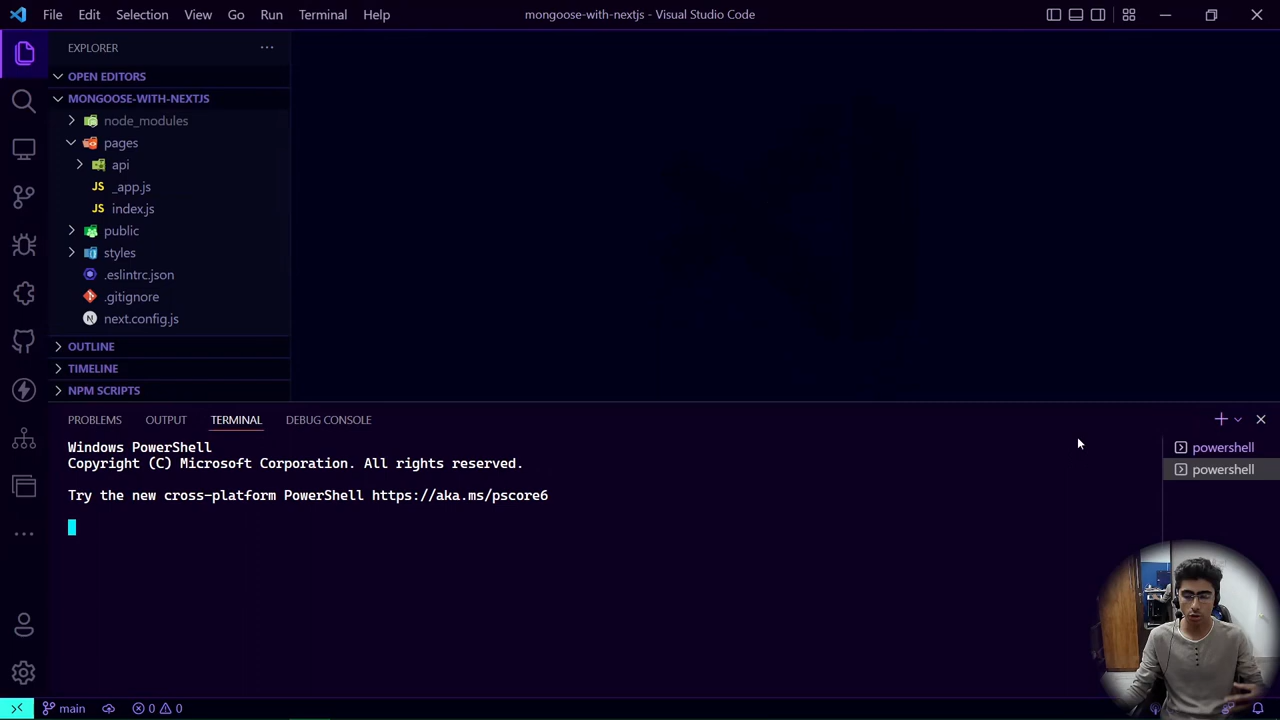 File Edit Selection View Go Run Terminal Help
mongoose-with-nextjs - Visual Studio Code
EXPLORER
OPEN EDITORS
MONGOOSE-WITH-NEXTJS
node_modules
pages
api
JS _app.js
JS index.js
public
styles
.eslintrc.json
.gitignore
N next.config.js
OUTLINE
TIMELINE
NPM SCRIPTS
PROBLEMS OUTPUT TERMINAL DEBUG CONSOLE
Windows PowerShell
Copyright (C) Microsoft Corporation. All rights reserved.
Try the new cross-platform PowerShell https://aka.ms/pscore6
powershell
powershell
main 0 0